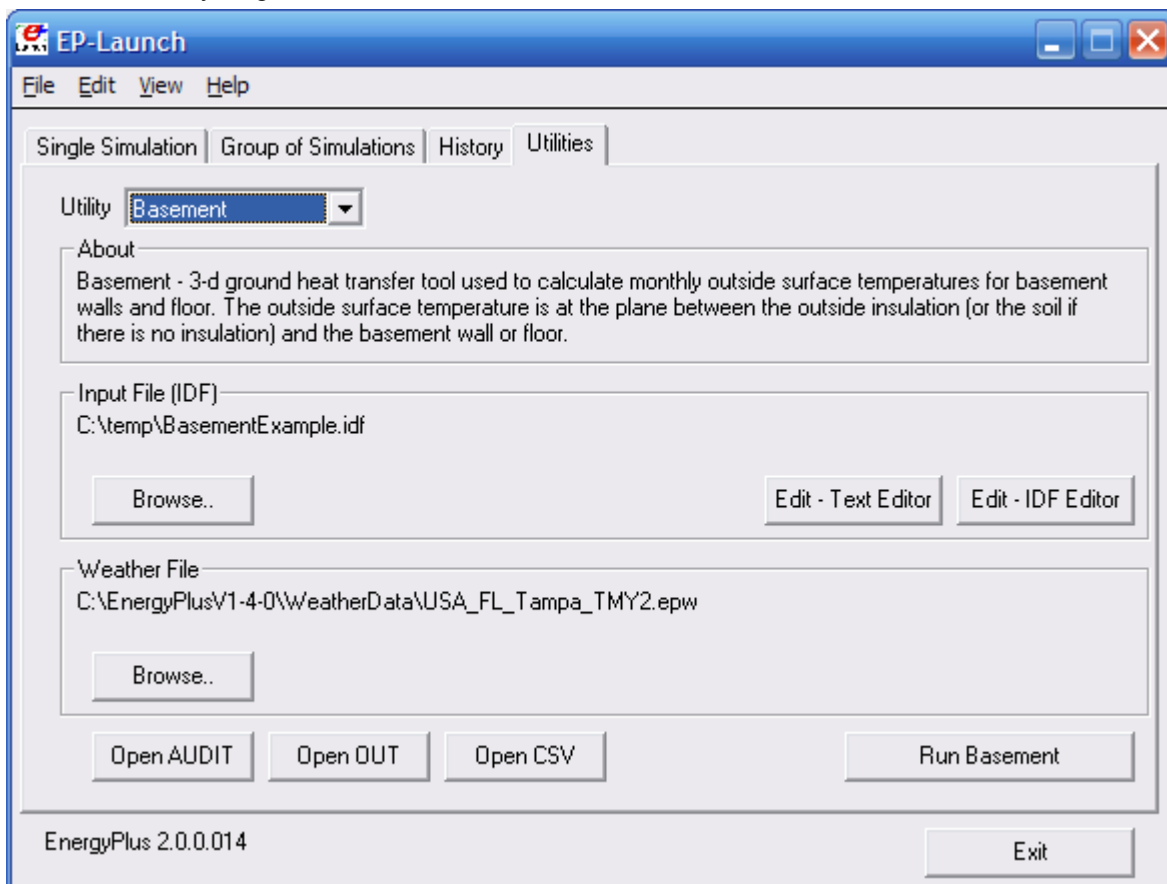 EP-Launch
File Edit View Help
Single Simulation Group of Simulations History Utilities
Utility Basement
About
Basement - 3-d ground heat transfer tool used to calculate monthly outside surface temperatures for basement
walls and floor. The outside surface temperature is at the plane between the outside insulation (or the soil if
there is no insulation) and the basement wall or floor.
Input File (IDF)
C:\temp\BasementExample.idf
Browse.. Edit - Text Editor Edit - IDF Editor
Weather File
C:\EnergyPlusV1-4-0\WeatherData\USA_FL_Tampa_TMY2.epw
Browse..
Open AUDIT Open OUT Open CSV Run Basement
EnergyPlus 2.0.0.014 Exit